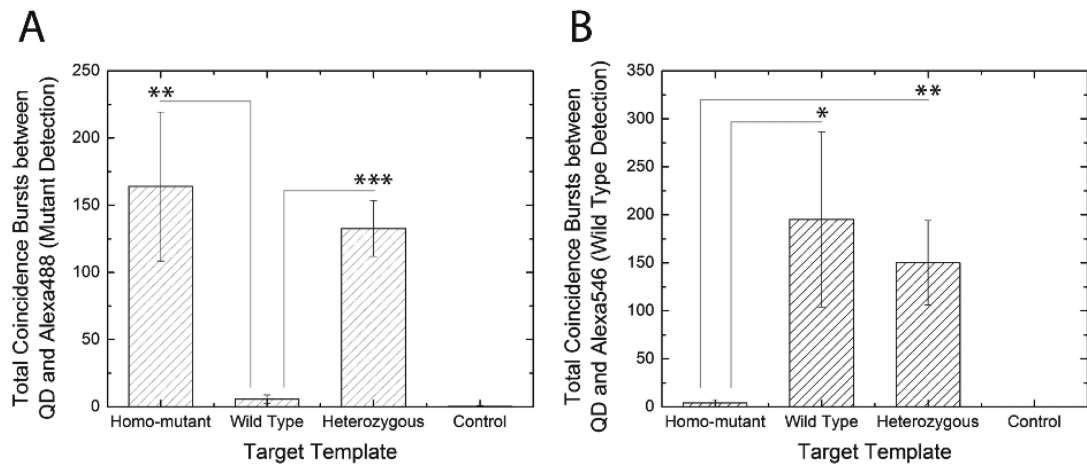 A
Total Coincidence Bursts between
QD and Alexa488 (Mutant Detection)
250
200
150
100
50
0
**
***
Homo-mutant
Wild Type
Heterozygous
Control
Target Template
B
Total Coincidence Bursts between
QD and Alexa546 (Wild Type Detection)
350
300
250
200
150
100
50
0
*
**
Homo-mutant
Wild Type
Heterozygous
Control
Target Template